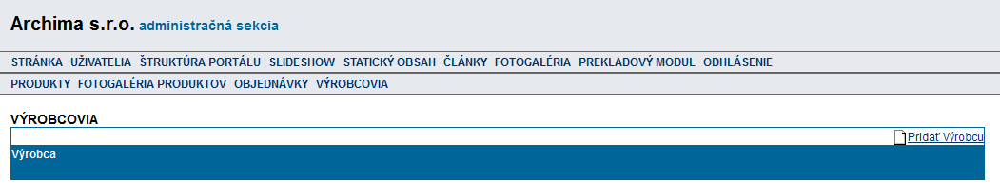 Archima s.r.o. administračná sekcia
STRÁNKA UŽIVATELIA ŠTRUKTÚRA PORTÁLU SLIDESHOW STATICKÝ OBSAH ČLÁNKY FOTOGALÉRIA PREKLADOVÝ MODUL ODHLÁSENIE
PRODUKTY FOTOGALÉRIA PRODUKTOV OBJEDNÁVKY VÝROBCOVIA
VÝROBCOVIA
Pridať Výrobcu
Výrobca